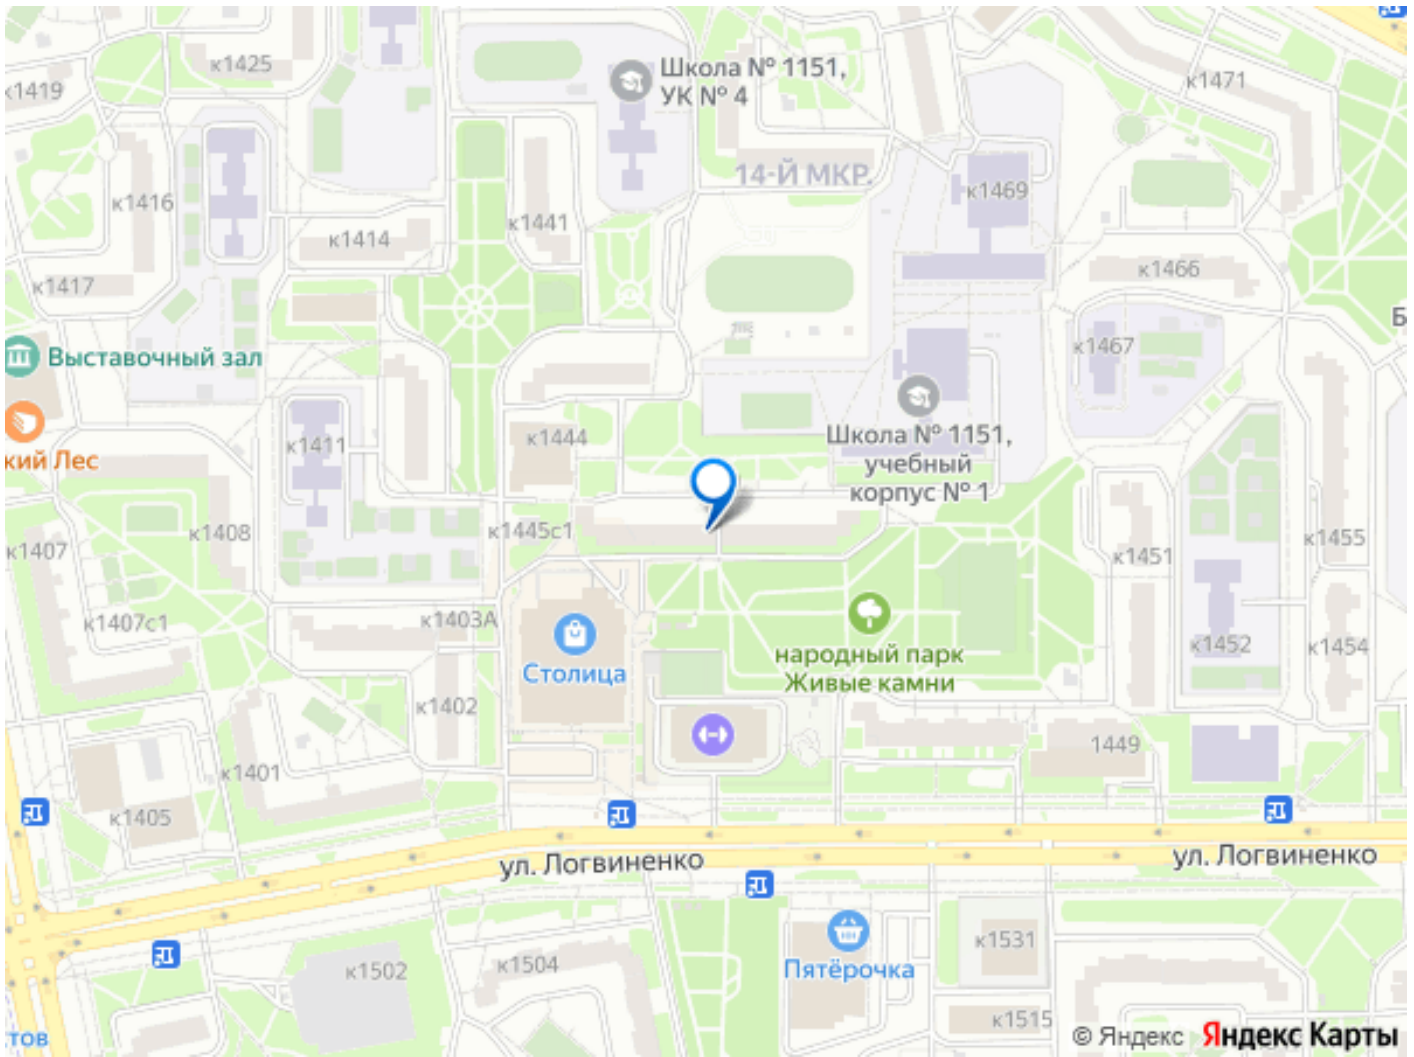 к1425
Школа № 1151,
УК № 4
к1419
к1471
14-Й МКР.
к1469
к1416
к1441
к1414
к1466
к1417
Б
к1467
Выставочный зал
к1444
Школа № 1151,
учебный
корпус № 1
к1411
кий Лес
к1445с1
к1408
к1407
к1455
к1451
к1407с1
к1403А
к1452
к1454
народный парк
Живые камни
Столица
к1402
1449
к1401
к1405
ул. Логвиненко
ул. Логвиненко
к1531
к1504
к1502
Пятёрочка
к1515
тов
© Яндекс Яндекс Карты